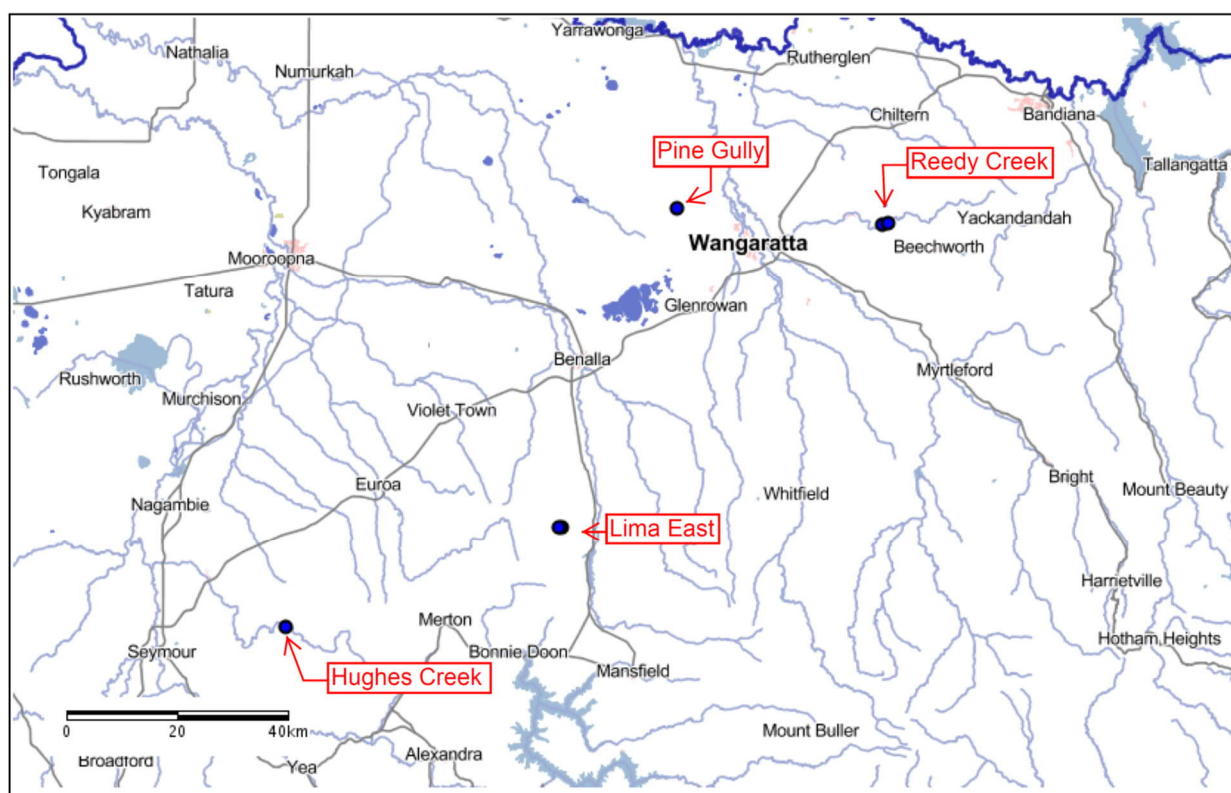 Yarrawonga
Nathalia
Rutherglen
Numurkah
Chiltern
Bandiana
Pine Gully
Reedy Creek
Tallangatta
Tongala
Kyabram
Yackandandah
Wangaratta
Beechworth
Mooroopna
Tatura
Glenrowan
Benalla
Rushworth
Myrtleford
Murchison
Violet Town
Bright
Euroa
Mount Beauty
Whitfield
Nagambie
Lima East
Harrietville
Merton
Hotham Heights
Seymour
Bonnie Doon
Mansfield
Hughes Creek
0 20 40km
Mount Buller
Alexandra
Broadford
Yea